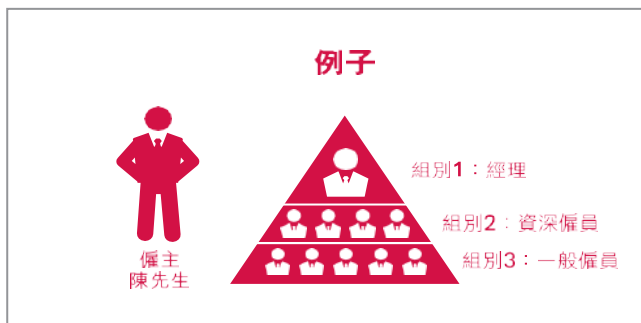 例子
組別1：經理
組別2：資深僱員
組別3：一般僱員
僱主
陳先生